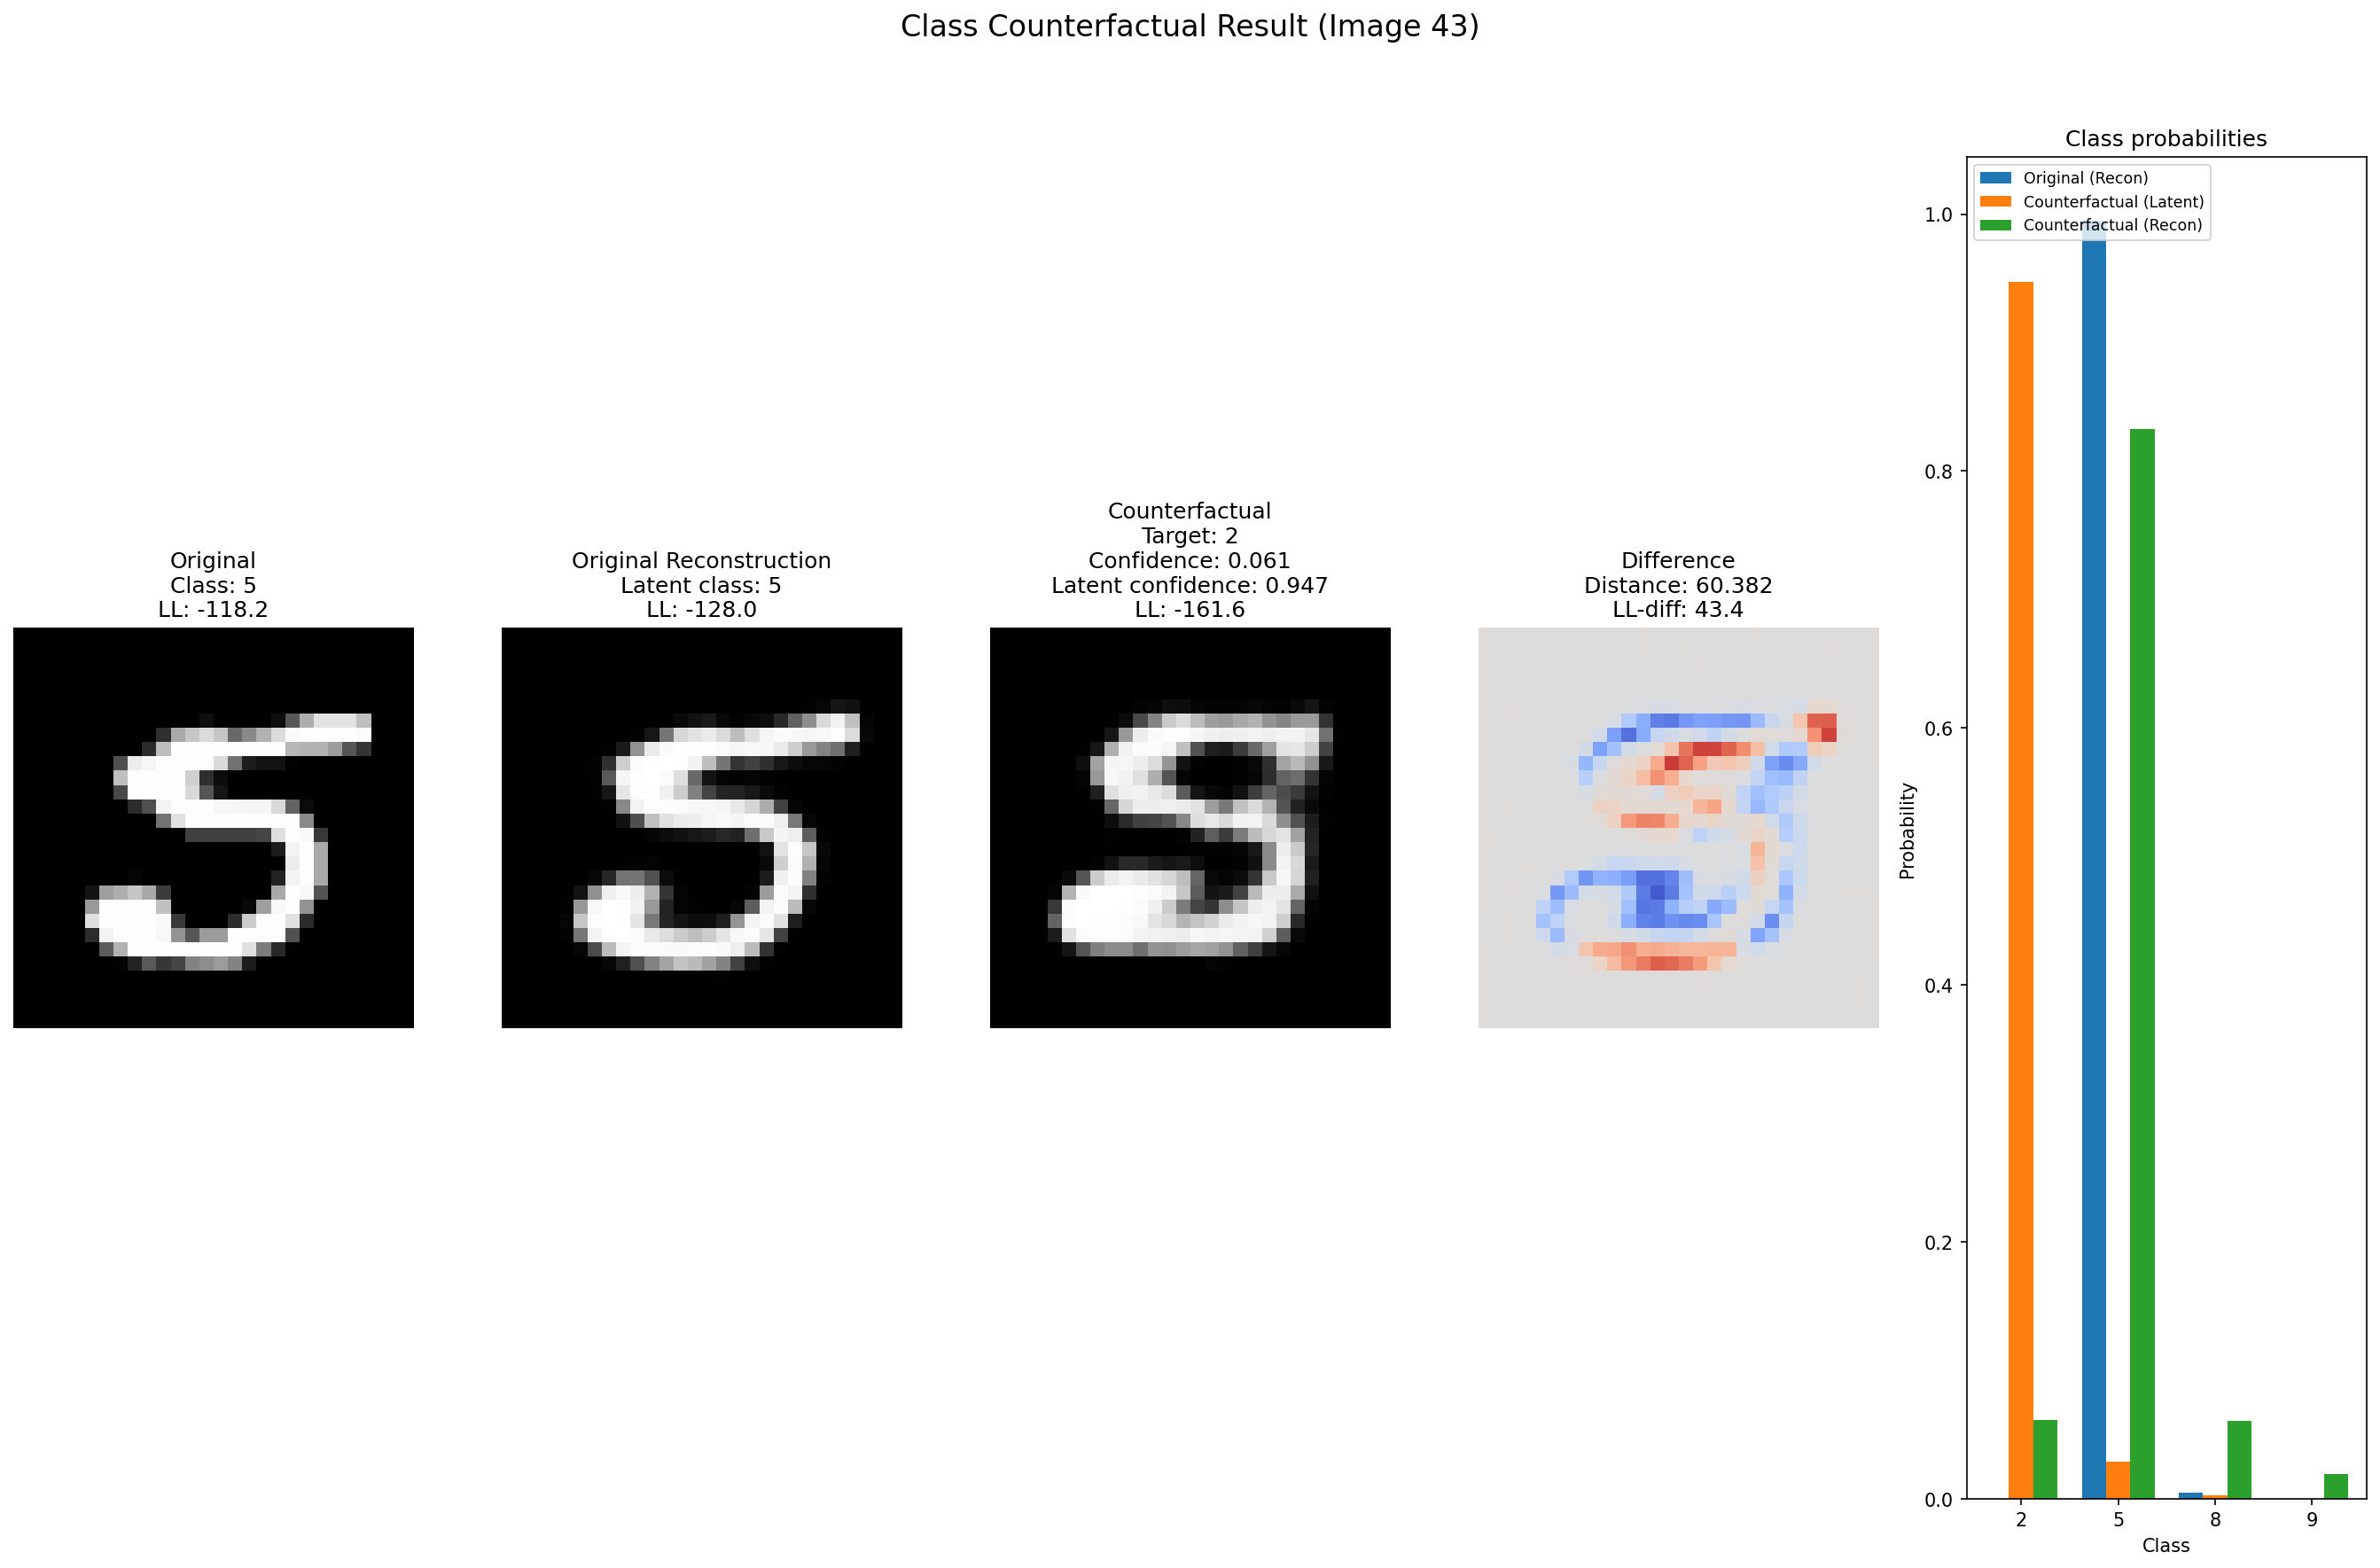 Class Counterfactual Result (Image 43)
Original
Class: 5
LL: -118.2
5
Original Reconstruction
Latent class: 5
LL: -128.0
5
Counterfactual
Target: 2
Confidence: 0.061
Latent confidence: 0.947
LL: -161.6
Difference
Distance: 60.382
LL-diff: 43.4
Class probabilities
Original (Recon)
Counterfactual (Latent)
Counterfactual (Recon)
Probability
1.0
0.8
0.6
0.4
0.2
0.0
2 5 8 9
Class